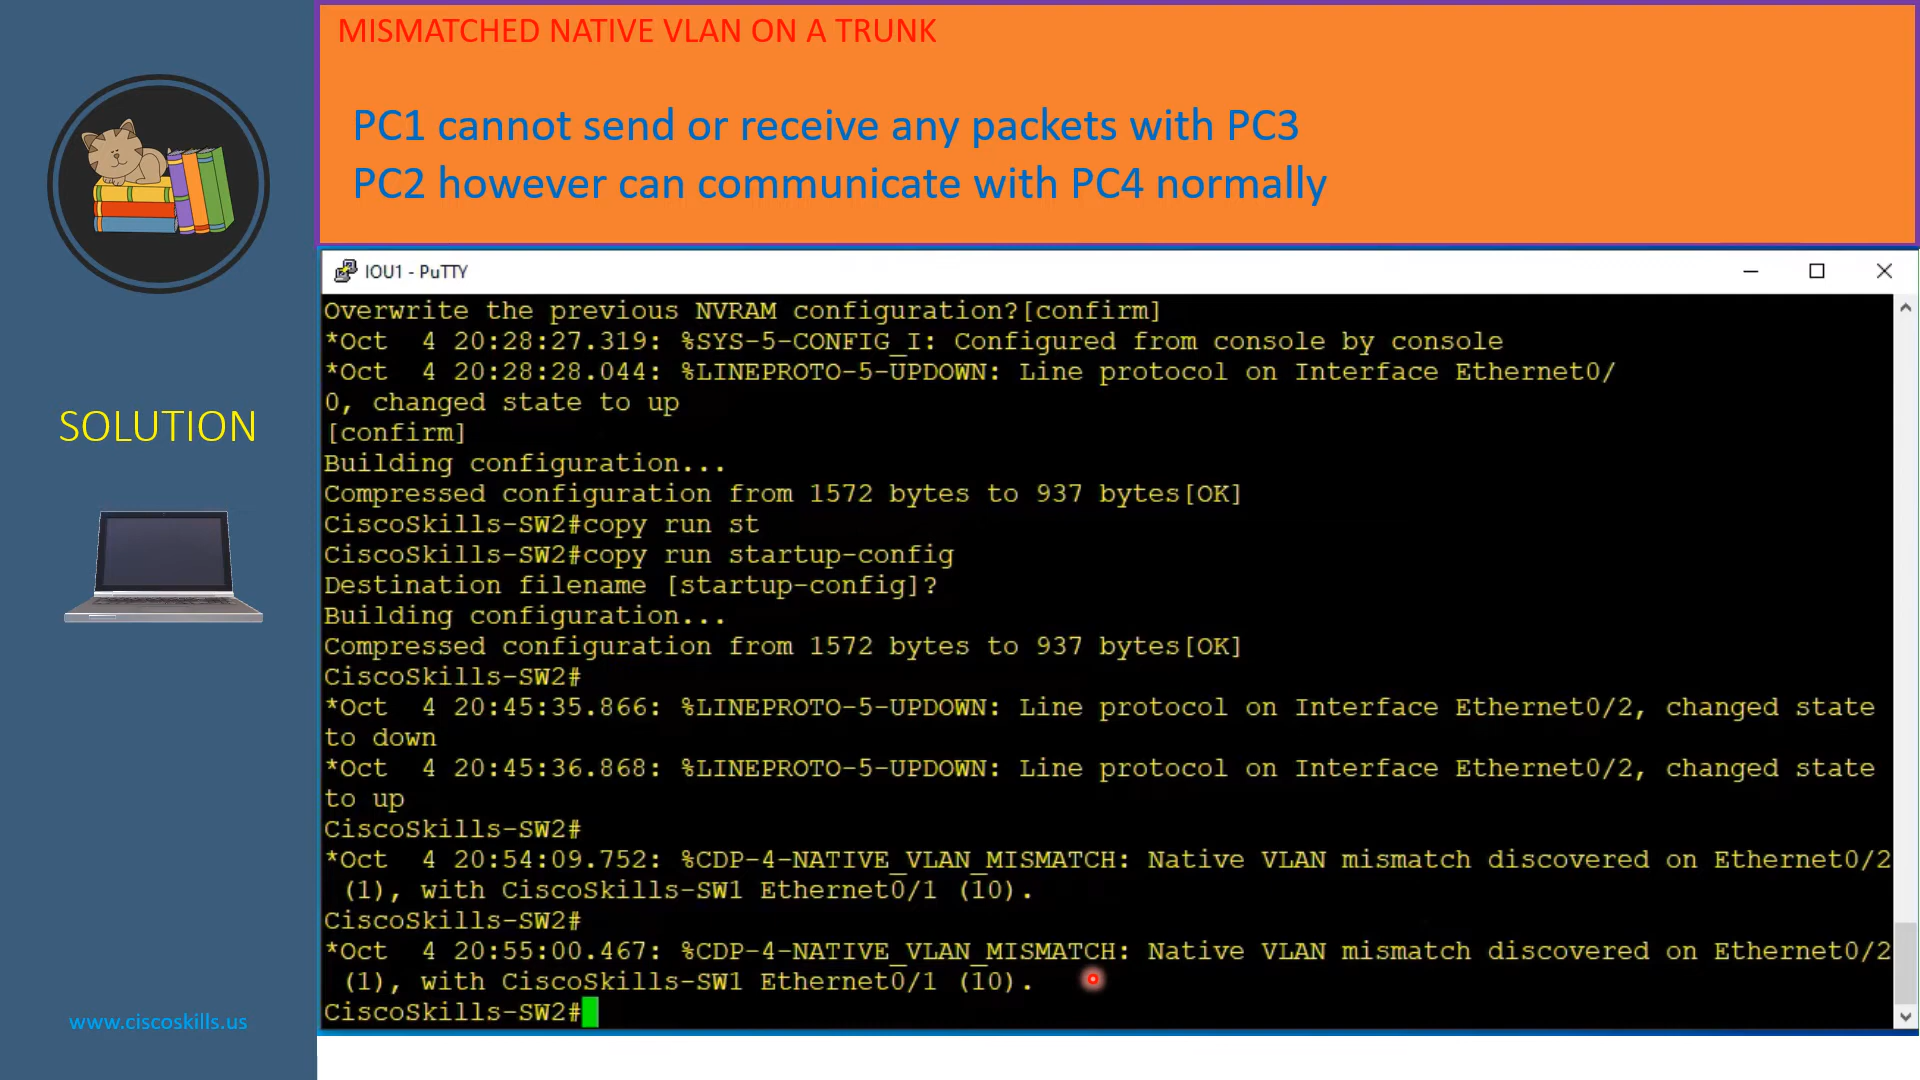 MISMATCHED NATIVE VLAN ON A TRUNK
PC1 cannot send or receive any packets with PC3
PC2 however can communicate with PC4 normally
SOLUTION
www.ciscoskills.us
IOU1 - PuTTY
Overwrite the previous NVRAM configuration?[confirm]
*Oct  4 20:28:27.319: %SYS-5-CONFIG_I: Configured from console by console
*Oct  4 20:28:28.044: %LINEPROTO-5-UPDOWN: Line protocol on Interface Ethernet0/
0, changed state to up
[confirm]
Building configuration...
Compressed configuration from 1572 bytes to 937 bytes[OK]
CiscoSkills-SW2#copy run st
CiscoSkills-SW2#copy run startup-config
Destination filename [startup-config]?
Building configuration...
Compressed configuration from 1572 bytes to 937 bytes[OK]
CiscoSkills-SW2#
*Oct  4 20:45:35.866: %LINEPROTO-5-UPDOWN: Line protocol on Interface Ethernet0/2, changed state
to down
*Oct  4 20:45:36.868: %LINEPROTO-5-UPDOWN: Line protocol on Interface Ethernet0/2, changed state
to up
CiscoSkills-SW2#
*Oct  4 20:54:09.752: %CDP-4-NATIVE_VLAN_MISMATCH: Native VLAN mismatch discovered on Ethernet0/2
(1), with CiscoSkills-SW1 Ethernet0/1 (10).
CiscoSkills-SW2#
*Oct  4 20:55:00.467: %CDP-4-NATIVE_VLAN_MISMATCH: Native VLAN mismatch discovered on Ethernet0/2
(1), with CiscoSkills-SW1 Ethernet0/1 (10).
CiscoSkills-SW2#